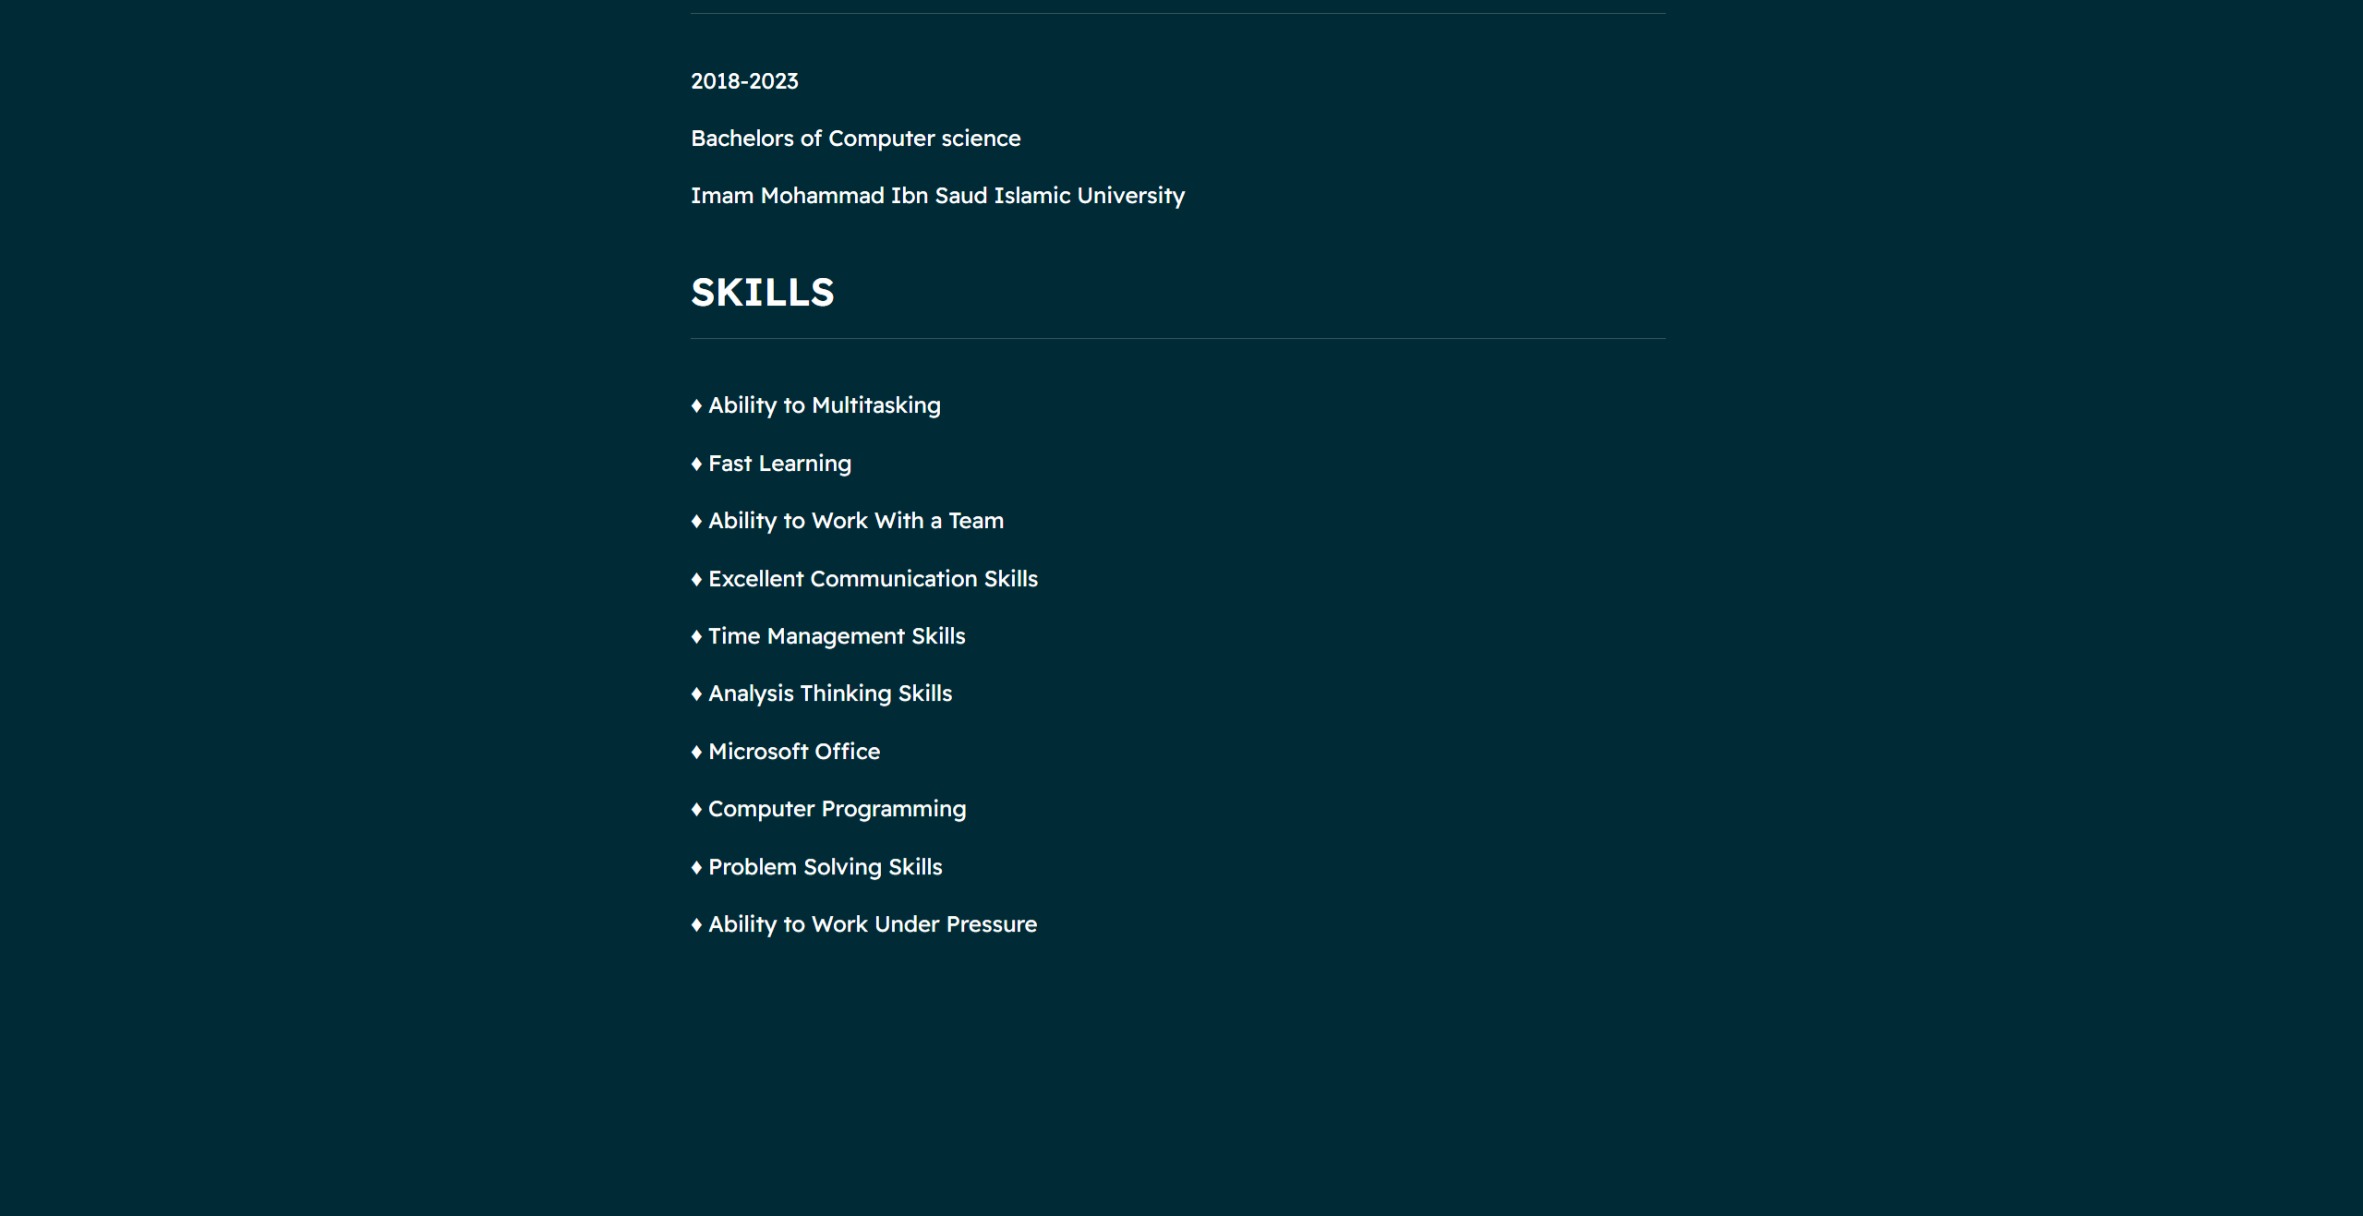 2018-2023
Bachelors of Computer science
Imam Mohammad Ibn Saud Islamic University
SKILLS
♦ Ability to Multitasking
♦ Fast Learning
♦ Ability to Work With a Team
♦ Excellent Communication Skills
♦ Time Management Skills
♦ Analysis Thinking Skills
♦ Microsoft Office
♦ Computer Programming
♦ Problem Solving Skills
♦ Ability to Work Under Pressure